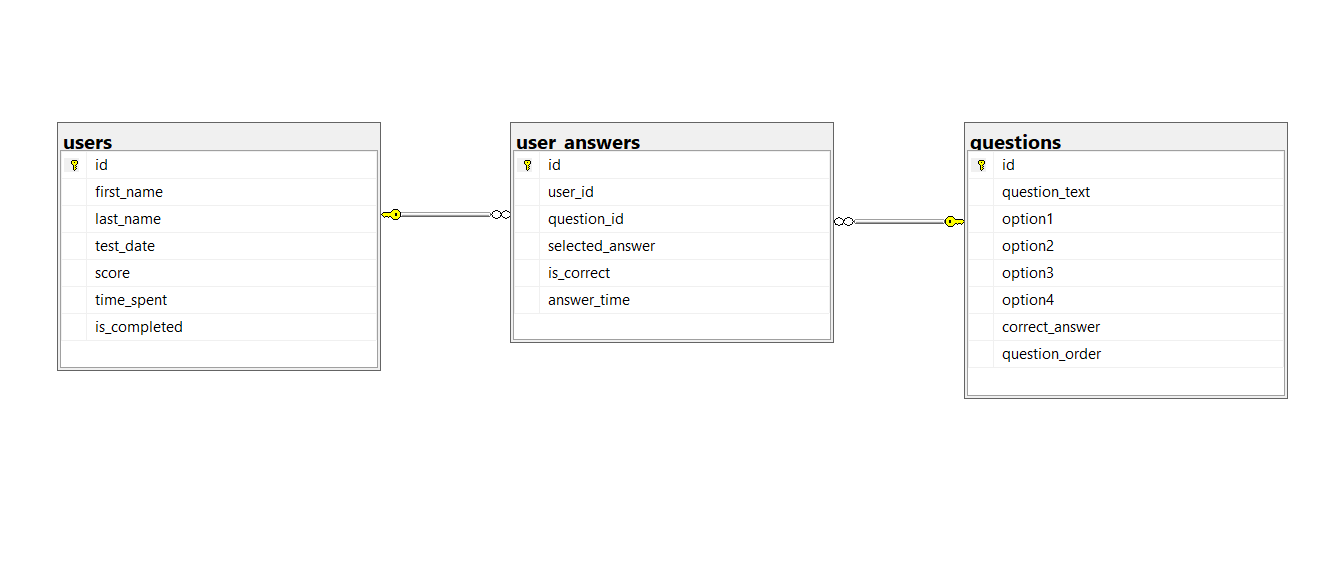 users
id
first_name
last_name
test_date
score
time_spent
is_completed
user_answers
id
user_id
question_id
selected_answer
is_correct
answer_time
questions
id
question_text
option1
option2
option3
option4
correct_answer
question_order